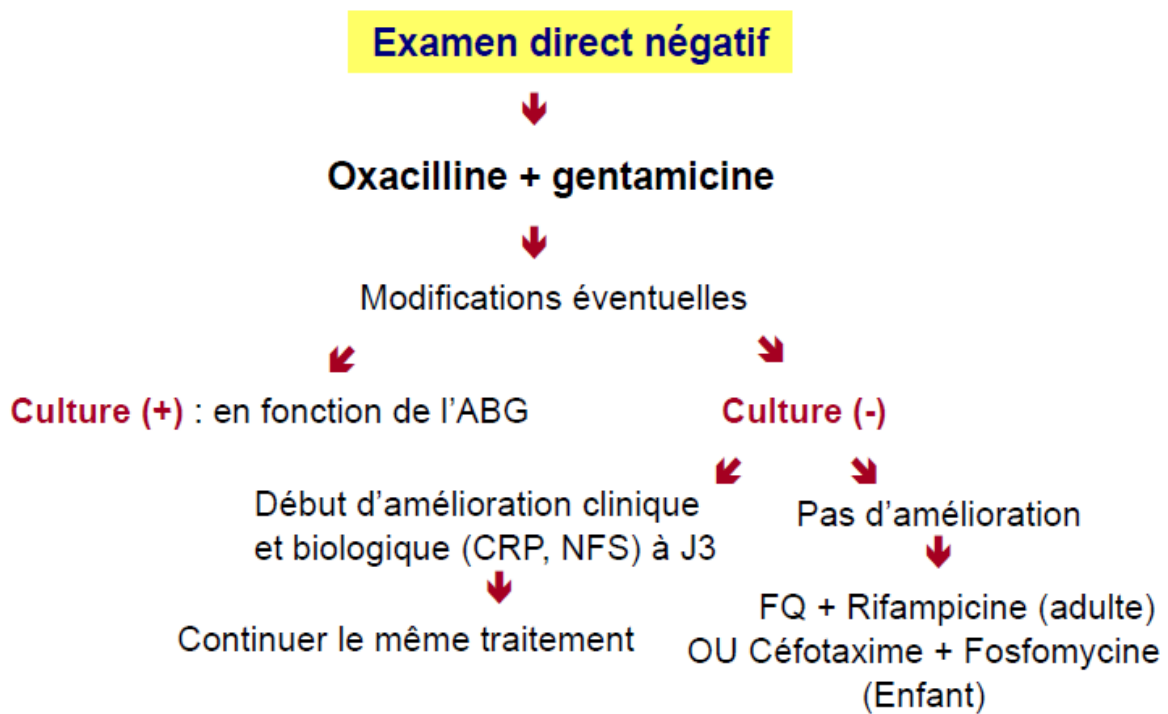 Examen direct négatif
Oxacilline + gentamicine
Modifications éventuelles
Culture (+) : en fonction de l'ABG
Culture (-)
Début d'amélioration clinique
et biologique (CRP, NFS) à J3
Continuer le même traitement
Pas d'amélioration
FQ + Rifampicine (adulte)
OU Céfotaxime + Fosfomycine
(Enfant)